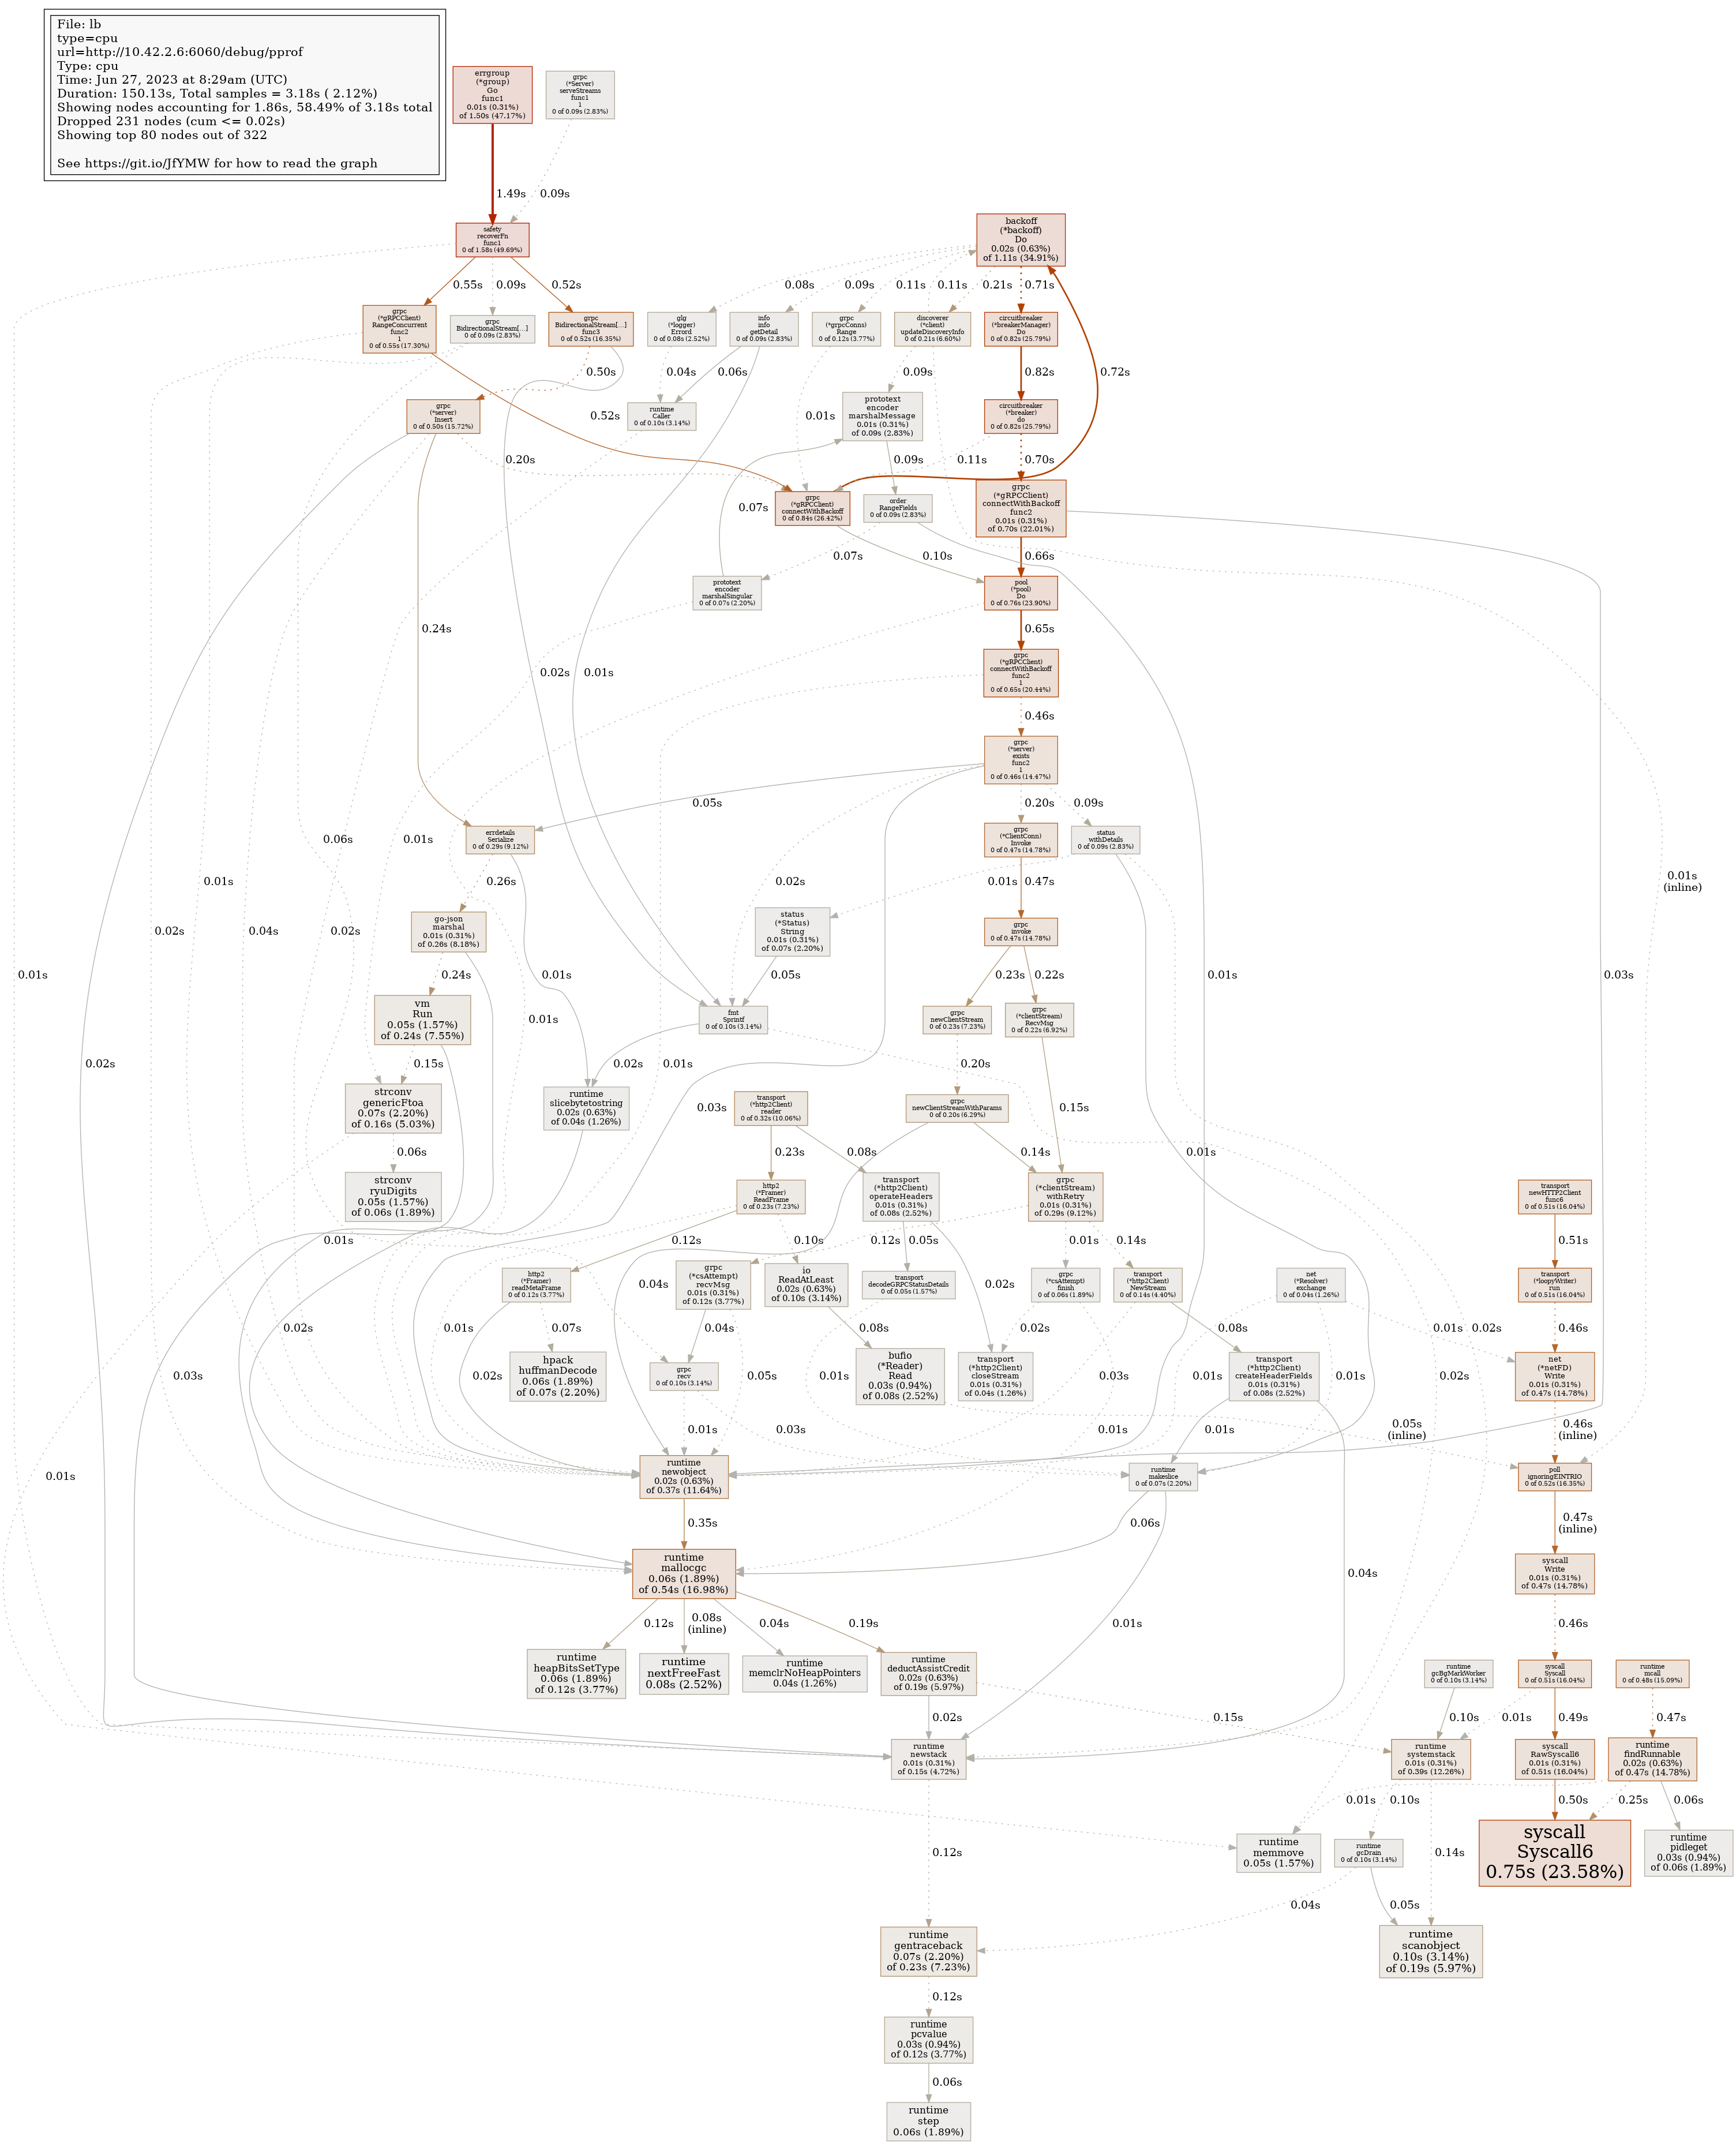 File: lb
type=cpu
url=http://10.42.2.6:6060/debug/pprof
Type: cpu
Time: Jun 27, 2023 at 8:29am (UTC)
Duration: 150.13s, Total samples = 3.18s ( 2.12%)
Showing nodes accounting for 1.86s, 58.49% of 3.18s total
Dropped 231 nodes (cum <= 0.02s)
Showing top 80 nodes out of 322
See https://git.io/JfYMW for how to read the graph
errgroup
(*group)
Go
func1
0.01s (0.31%)
of 1.50s (47.17%)
grpc
(*Server)
serveStreams
func1
1
0 of 0.09s (2.83%)
1.49s
0.09s
safety
recoverFn
func1
0 of 1.58s (49.69%)
backoff
(*backoff)
Do
0.02s (0.63%)
of 1.11s (34.91%)
0.55s
0.09s
0.52s
0.08s
0.09s
0.11s
0.11s
0.21s
0.71s
grpc
(*gRPCClient)
RangeConcurrent
func2
1
0 of 0.55s (17.30%)
grpc
BidirectionalStream[...]
0 of 0.09s (2.83%)
grpc
BidirectionalStream[...]
func3
0 of 0.52s (16.35%)
glg
(*logger)
Errord
0 of 0.08s (2.52%)
info
info
getDetail
0 of 0.09s (2.83%)
grpc
(*grpcConns)
Range
0 of 0.12s (3.77%)
discoverer
(*client)
updateDiscoveryInfo
0 of 0.21s (6.60%)
circuitbreaker
(*breakerManager)
Do
0 of 0.82s (25.79%)
0.50s
0.04s
0.06s
0.09s
0.82s
0.72s
grpc
(*server)
Insert
0 of 0.50s (15.72%)
0.52s
runtime
Caller
0 of 0.10s (3.14%)
0.01s
prototext
encoder
marshalMessage
0.01s (0.31%)
of 0.09s (2.83%)
circuitbreaker
(*breaker)
do
0 of 0.82s (25.79%)
0.20s
0.09s
0.11s
0.70s
0.07s
grpc
(*gRPCClient)
connectWithBackoff
0 of 0.84s (26.42%)
order
RangeFields
0 of 0.09s (2.83%)
grpc
(*gRPCClient)
connectWithBackoff
func2
0.01s (0.31%)
of 0.70s (22.01%)
0.07s
0.10s
0.66s
prototext
encoder
marshalSingular
0 of 0.07s (2.20%)
pool
(*pool)
Do
0 of 0.76s (23.90%)
0.24s
0.65s
0.02s
0.01s
grpc
(*gRPCClient)
connectWithBackoff
func2
1
0 of 0.65s (20.44%)
0.46s
grpc
(*server)
exists
func2
1
0 of 0.46s (14.47%)
0.05s
0.20s
0.09s
errdetails
Serialize
0 of 0.29s (9.12%)
grpc
(*ClientConn)
Invoke
0 of 0.47s (14.78%)
status
withDetails
0 of 0.09s (2.83%)
0.06s
0.01s
0.26s
0.01s
0.02s
0.01s
0.47s
0.01s
(inline)
0.02s
0.04s
0.02s
go-json
marshal
0.01s (0.31%)
of 0.26s (8.18%)
status
(*Status)
String
0.01s (0.31%)
of 0.07s (2.20%)
grpc
invoke
0 of 0.47s (14.78%)
0.01s
0.24s
0.01s
0.05s
0.23s
0.22s
0.01s
0.03s
vm
Run
0.05s (1.57%)
of 0.24s (7.55%)
0.01s
fmt
Sprintf
0 of 0.10s (3.14%)
grpc
newClientStream
0 of 0.23s (7.23%)
grpc
(*clientStream)
RecvMsg
0 of 0.22s (6.92%)
0.02s
0.15s
0.02s
0.01s
0.20s
strconv
genericFtoa
0.07s (2.20%)
of 0.16s (5.03%)
runtime
slicebytetostring
0.02s (0.63%)
of 0.04s (1.26%)
0.03s
transport
(*http2Client)
reader
0 of 0.32s (10.06%)
grpc
newClientStreamWithParams
0 of 0.20s (6.29%)
0.15s
0.01s
0.06s
0.23s
0.08s
0.14s
strconv
ryuDigits
0.05s (1.57%)
of 0.06s (1.89%)
http2
(*Framer)
ReadFrame
0 of 0.23s (7.23%)
transport
(*http2Client)
operateHeaders
0.01s (0.31%)
of 0.08s (2.52%)
grpc
(*clientStream)
withRetry
0.01s (0.31%)
of 0.29s (9.12%)
transport
newHTTP2Client
func6
0 of 0.51s (16.04%)
0.01s
0.12s
0.10s
0.12s
0.05s
0.01s
0.14s
0.51s
http2
(*Framer)
readMetaFrame
0 of 0.12s (3.77%)
0.04s
grpc
(*csAttempt)
recvMsg
0.01s (0.31%)
of 0.12s (3.77%)
io
ReadAtLeast
0.02s (0.63%)
of 0.10s (3.14%)
transport
decodeGRPCStatusDetails
0 of 0.05s (1.57%)
0.02s
grpc
(*csAttempt)
finish
0 of 0.06s (1.89%)
transport
(*http2Client)
NewStream
0 of 0.14s (4.40%)
net
(*Resolver)
exchange
0 of 0.04s (1.26%)
transport
(*loopyWriter)
run
0 of 0.51s (16.04%)
0.02s
0.01s
0.07s
0.04s
0.08s
0.02s
0.08s
0.01s
0.02s
0.46s
0.03s
0.02s
hpack
huffmanDecode
0.06s (1.89%)
of 0.07s (2.20%)
grpc
recv
0 of 0.10s (3.14%)
0.05s
0.01s
bufio
(*Reader)
Read
0.03s (0.94%)
of 0.08s (2.52%)
transport
(*http2Client)
closeStream
0.01s (0.31%)
of 0.04s (1.26%)
0.03s
0.01s
transport
(*http2Client)
createHeaderFields
0.01s (0.31%)
of 0.08s (2.52%)
0.01s
0.02s
net
(*netFD)
Write
0.01s (0.31%)
of 0.47s (14.78%)
0.03s
0.01s
0.03s
0.01s
0.01s
0.05s
(inline)
0.46s
(inline)
0.01s
runtime
newobject
0.02s (0.63%)
of 0.37s (11.64%)
runtime
makeslice
0 of 0.07s (2.20%)
poll
ignoringEINTRIO
0 of 0.52s (16.35%)
0.35s
0.06s
0.47s
(inline)
runtime
mallocgc
0.06s (1.89%)
of 0.54s (16.98%)
0.04s
syscall
Write
0.01s (0.31%)
of 0.47s (14.78%)
0.12s
0.08s
(inline)
0.04s
0.19s
0.01s
0.46s
runtime
heapBitsSetType
0.06s (1.89%)
of 0.12s (3.77%)
runtime
nextFreeFast
0.08s (2.52%)
runtime
memclrNoHeapPointers
0.04s (1.26%)
runtime
deductAssistCredit
0.02s (0.63%)
of 0.19s (5.97%)
runtime
gcBgMarkWorker
0 of 0.10s (3.14%)
syscall
Syscall
0 of 0.51s (16.04%)
runtime
mcall
0 of 0.48s (15.09%)
0.02s
0.15s
0.10s
0.01s
0.49s
0.47s
runtime
newstack
0.01s (0.31%)
of 0.15s (4.72%)
runtime
systemstack
0.01s (0.31%)
of 0.39s (12.26%)
syscall
RawSyscall6
0.01s (0.31%)
of 0.51s (16.04%)
runtime
findRunnable
0.02s (0.63%)
of 0.47s (14.78%)
0.01s
0.10s
0.50s
0.25s
0.06s
0.12s
runtime
memmove
0.05s (1.57%)
runtime
gcDrain
0 of 0.10s (3.14%)
0.14s
syscall
Syscall6
0.75s (23.58%)
runtime
pidleget
0.03s (0.94%)
of 0.06s (1.89%)
0.04s
0.05s
runtime
gentraceback
0.07s (2.20%)
of 0.23s (7.23%)
runtime
scanobject
0.10s (3.14%)
of 0.19s (5.97%)
0.12s
runtime
pcvalue
0.03s (0.94%)
of 0.12s (3.77%)
0.06s
runtime
step
0.06s (1.89%)